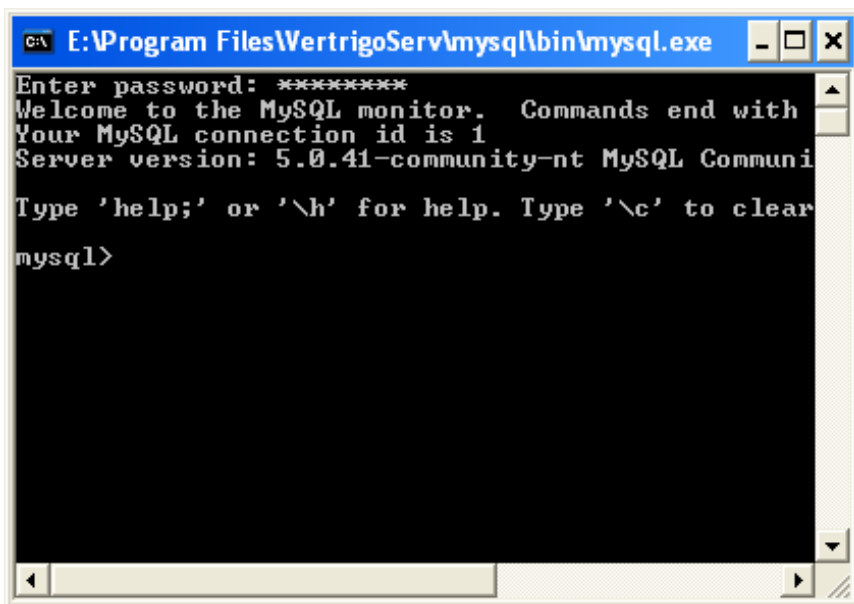 E:\Program Files\VertrigoServ\mysql\bin\mysql.exe
Enter password: ********
Welcome to the MySQL monitor.  Commands end with
Your MySQL connection id is 1
Server version: 5.0.41-community-nt MySQL Communi
Type 'help;' or '\h' for help. Type '\c' to clear
mysql>